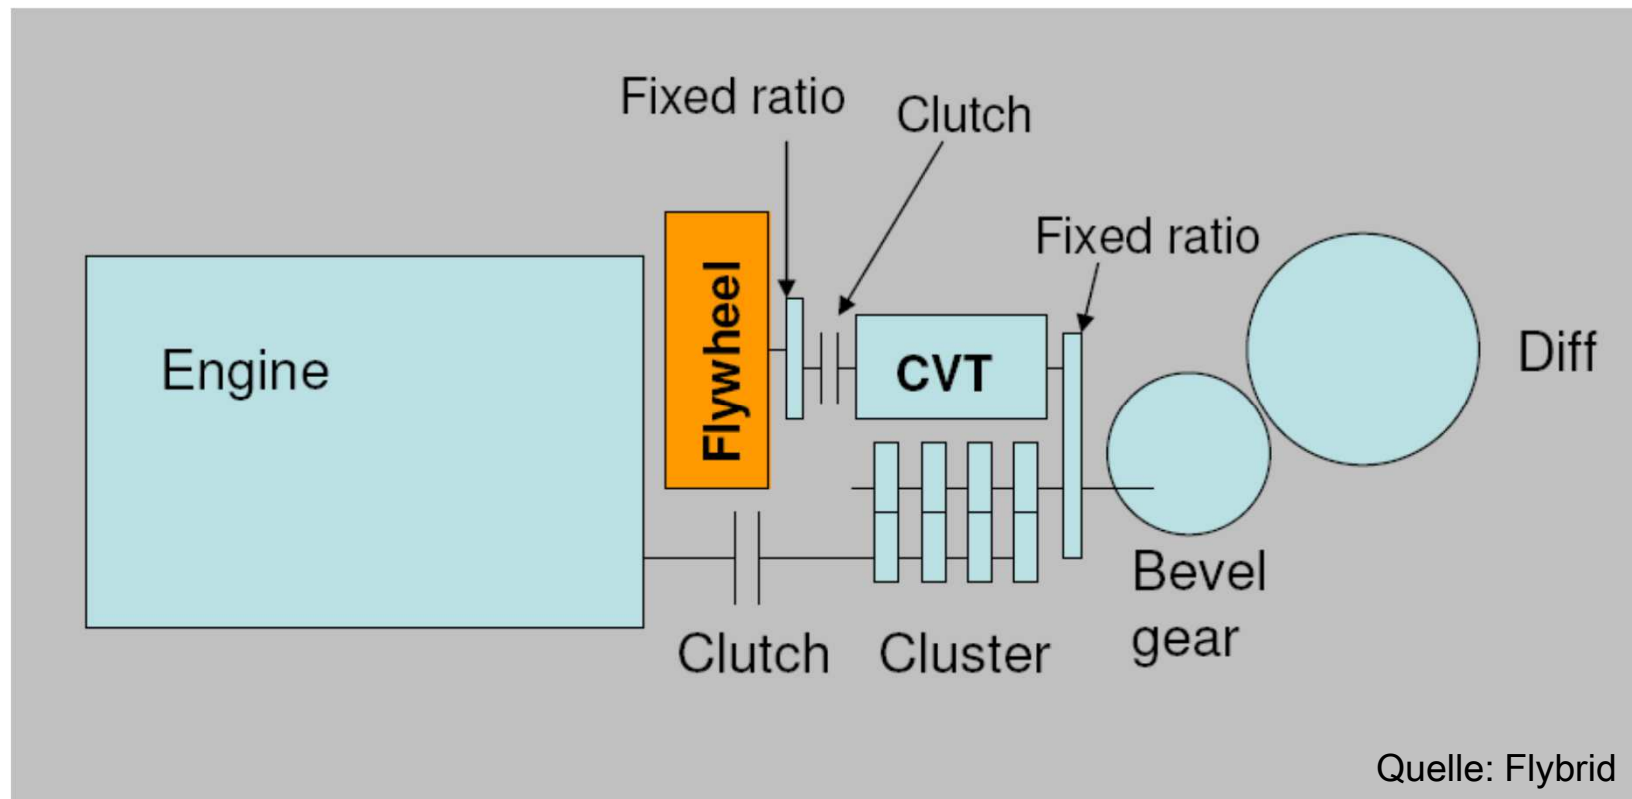 Fixed ratio
Clutch
Fixed ratio
Flywheel
Engine
CVT
Diff
Bevel
gear
Clutch
Cluster
Quelle: Flybrid